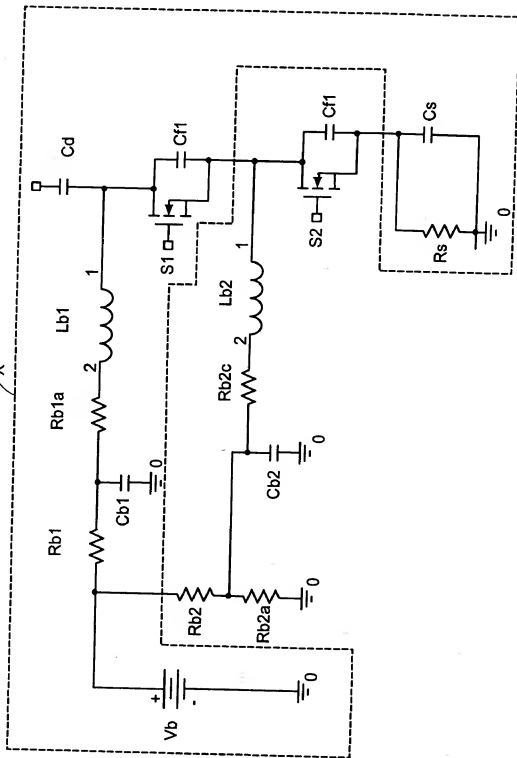 Cd
1
Lb1
2
Rb1a
Cb1
0
Rb1
S1
Cf1
1
Lb2
2
Rb2c
Cb2
0
Rb2
Rb2a
0
Vb
+
-
0
S2
Cf1
Cs
Rs
0